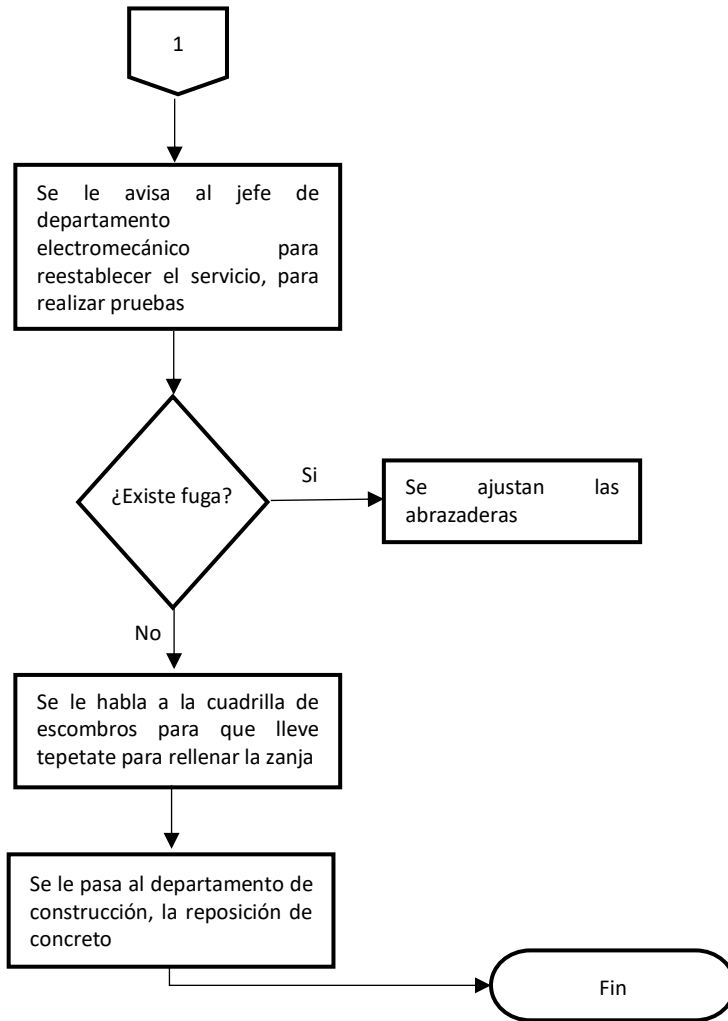 1
Se le avisa al jefe de
departamento
electromecánico para
reestablecer el servicio, para
realizar pruebas
¿Existe fuga?
Si
Se ajustan las
abrazaderas
No
Se le habla a la cuadrilla de
escombros para que lleve
tepetate para rellenar la zanja
Se le pasa al departamento de
construcción, la reposición de
concreto
Fin